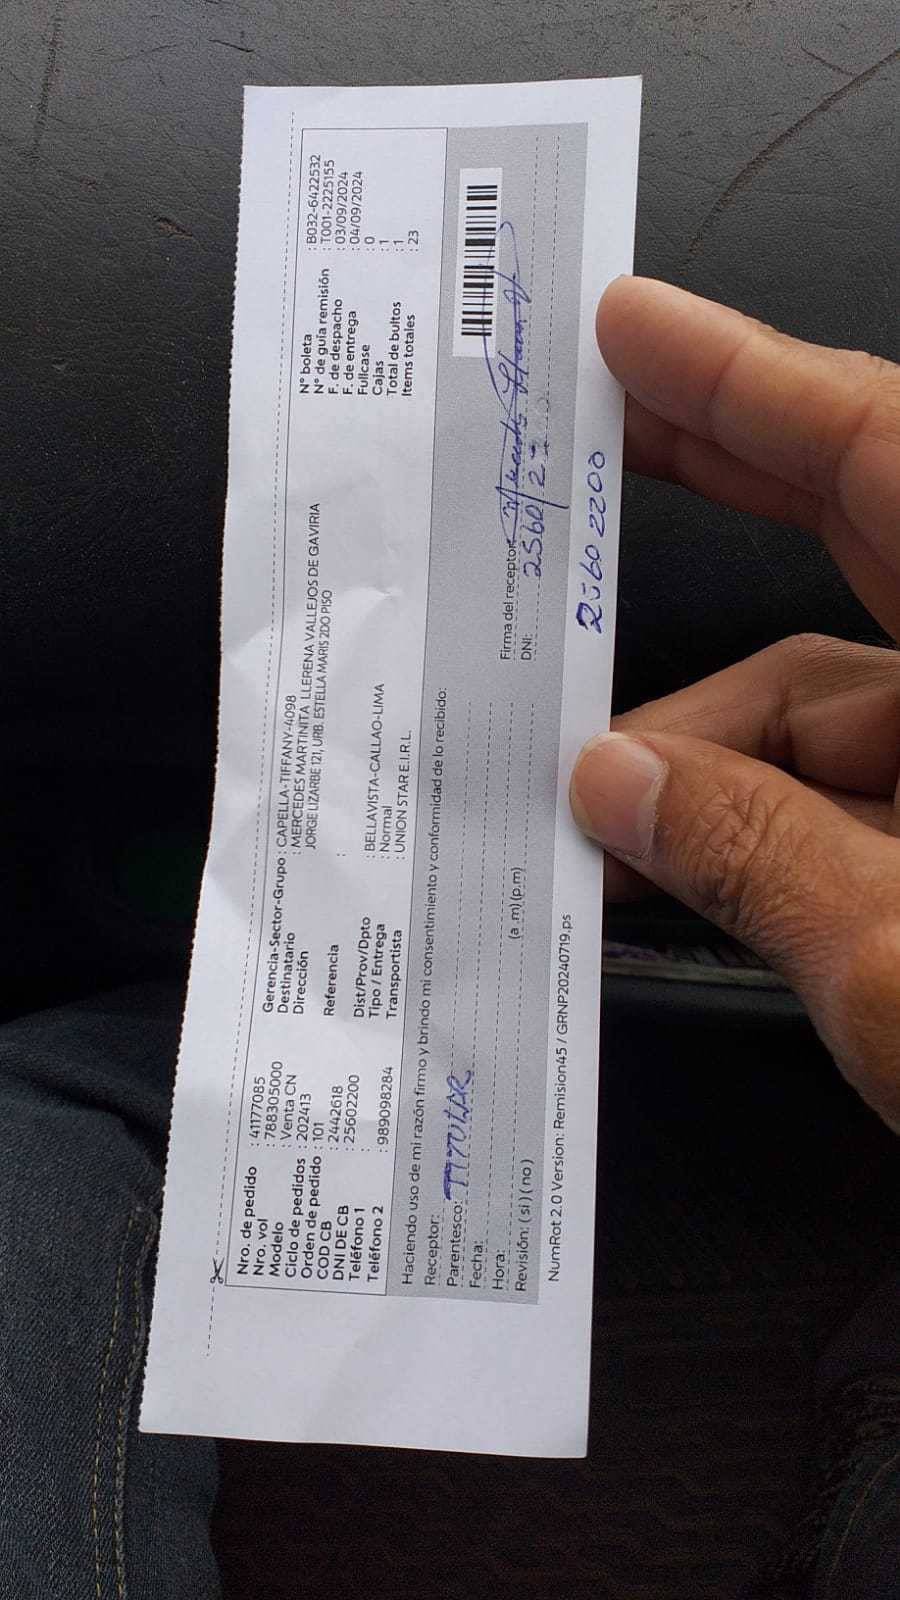 Nro. de pedido : 41177085
Nro. vol : 788305000
Modelo : Venta CN
Ciclo de pedidos : 202413
Orden de pedido : 101
COD CB : 2442618
DNI DE CB : 25602200
Teléfono 1 :
Teléfono 2 : 989098284
Gerencia-Sector-Grupo : CAPELLA-TIFFANY-4098
Destinatario : MERCEDES MARTINITA LLERENA VALLEJOS DE GAVIRIA
Dirección JORGE LIZARBE 121, URB. ESTELLA MARIS 2DO PISO
Referencia :
Dist/Prov/Dpto : BELLAVISTA-CALLAO-LIMA
Tipo / Entrega : Normal
Transportista : UNION STAR E.I.R.L.
N° boleta : B032-6422532
N° de guia remisión : T001-2225155
F. de despacho : 03/09/2024
F. de entrega : 04/09/2024
Fullcase : 0
Cajas : 1
Total de bultos : 1
Items totales : 23
Haciendo uso de mi razón firmo y brindo mi consentimiento y conformidad de lo recibido:
Receptor:
Parentesco: TITULAR
Fecha:
Hora: (a .m) (p.m)
Revisión: ( si ) ( no )
Firma del receptor:
DNI: 2560 22
25602200
NumRot 2.0 Version: Remision45 / GRNP20240719.ps